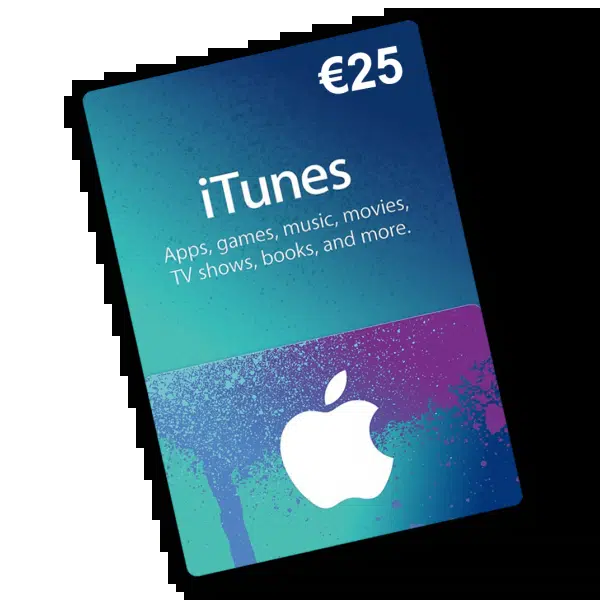 €25
iTunes
Apps, games, music, movies,
TV shows, books, and more.